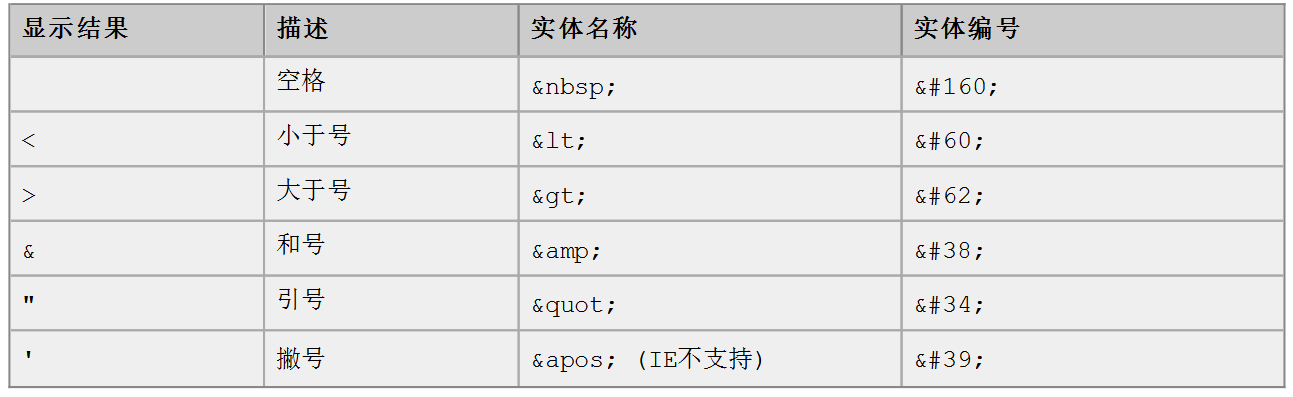 显示结果 描述 实体名称 实体编号
空格 &nbsp; &#160;
< 小于号 &lt; &#60;
> 大于号 &gt; &#62;
& 和号 &amp; &#38;
" 引号 &quot; &#34;
' 撇号 &apos; (IE不支持) &#39;